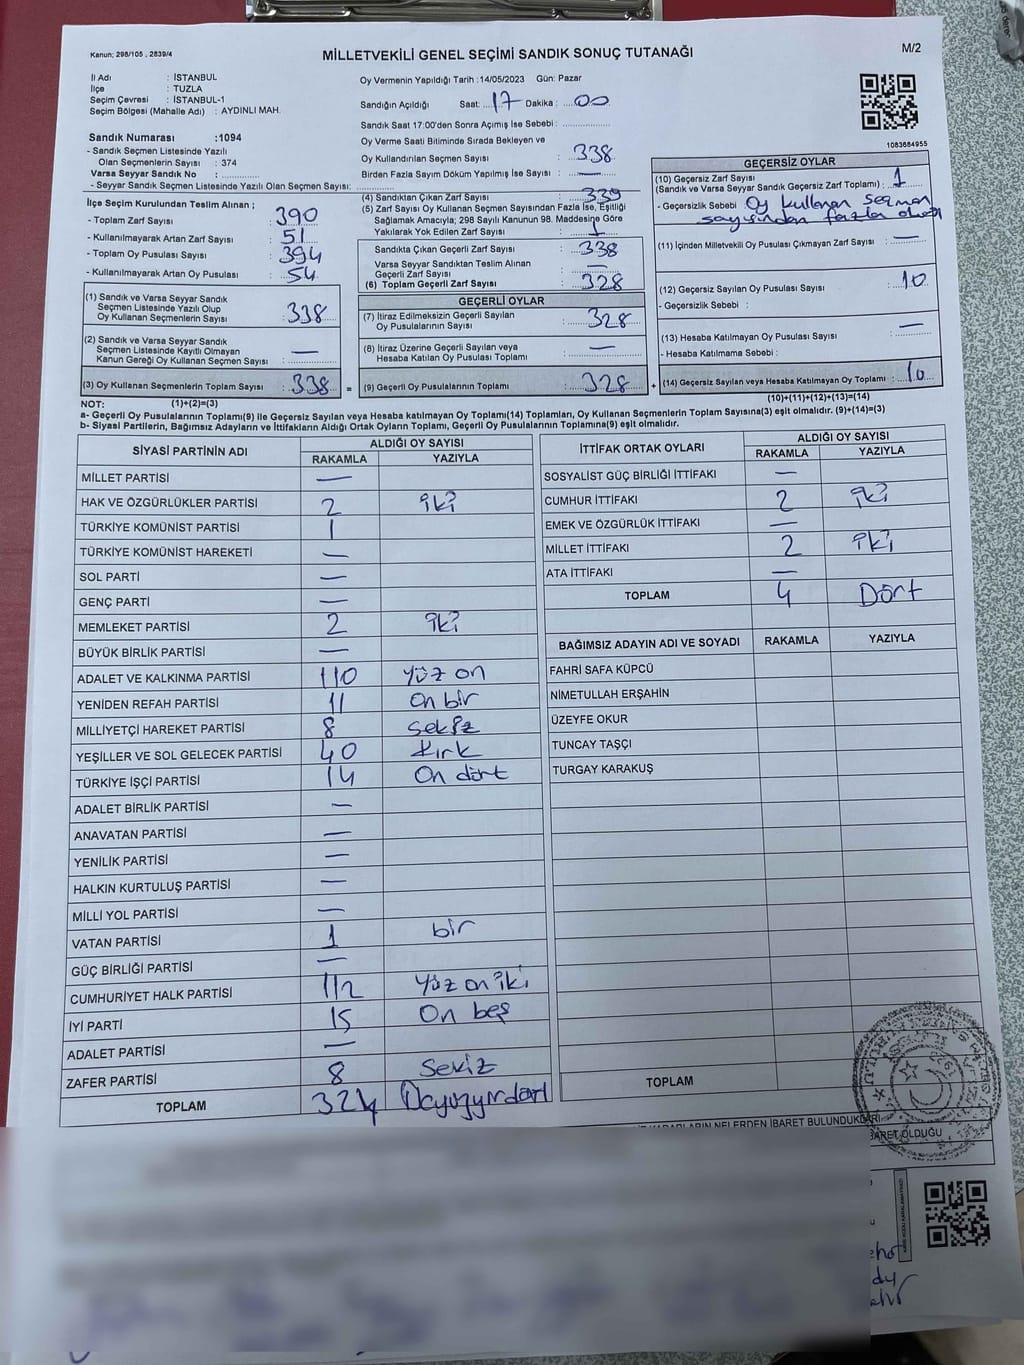 Kanun; 298/105 , 2839/4
MİLLETVEKİLİ GENEL SEÇİMİ SANDIK SONUÇ TUTANAĞI
M/2
İl Adı : İSTANBUL
İlçe : TUZLA
Seçim Çevresi : İSTANBUL-1
Seçim Bölgesi (Mahalle Adı) : AYDINLI MAH.
Sandık Numarası :1094
- Sandık Seçmen Listesinde Yazılı
Olan Seçmenlerin Sayısı : 374
Varsa Seyyar Sandık No :
- Seyyar Sandık Seçmen Listesinde Yazılı Olan Seçmen Sayısı:
Oy Vermenin Yapıldığı Tarih :14/05/2023 Gün: Pazar
Sandığın Açıldığı Saat: 17 Dakika : 00
Sandık Saat 17:00'den Sonra Açımış İse Sebebi :
Oy Verme Saati Bitiminde Sırada Bekleyen ve
Oy Kullandırılan Seçmen Sayısı : 338
Birden Fazla Sayım Döküm Yapılmış İse Sayısı : —
1083684955
İlçe Seçim Kurulundan Teslim Alınan ;
- Toplam Zarf Sayısı : 390
- Kullanılmayarak Artan Zarf Sayısı : 51
- Toplam Oy Pusulası Sayısı : 394
- Kullanılmayarak Artan Oy Pusulası : 54
(1) Sandık ve Varsa Seyyar Sandık
Seçmen Listesinde Yazılı Olup
Oy Kullanan Seçmenlerin Sayısı : 338
(2) Sandık ve Varsa Seyyar Sandık
Seçmen Listesinde Kayıtlı Olmayan
Kanun Gereği Oy Kullanan Seçmen Sayısı : —
(3) Oy Kullanan Seçmenlerin Toplam Sayısı : 338 =
(4) Sandıktan Çıkan Zarf Sayısı : 339
(5) Zarf Sayısı Oy Kullanan Seçmen Sayısından Fazla İse, Eşitliği
Sağlamak Amacıyla, 298 Sayılı Kanunun 98. Maddesine Göre
Yakılarak Yok Edilen Zarf Sayısı : 1
Sandıkta Çıkan Geçerli Zarf Sayısı : 338
Varsa Seyyar Sandıktan Teslim Alınan
Geçerli Zarf Sayısı : —
(6) Toplam Geçerli Zarf Sayısı : 328
GEÇERLİ OYLAR
(7) İtiraz Edilmeksizin Geçerli Sayılan
Oy Pusulalarının Sayısı : 328
(8) İtiraz Üzerine Geçerli Sayılan veya
Hesaba Katılan Oy Pusulası Toplamı : —
(9) Geçerli Oy Pusulalarının Toplamı : 328 +
GEÇERSİZ OYLAR
(10) Geçersiz Zarf Sayısı
(Sandık ve Varsa Seyyar Sandık Geçersiz Zarf Toplamı) : 1
- Geçersizlik Sebebi Oy kullanan seçmen
sayısından fazla
(11) İçinden Milletvekili Oy Pusulası Çıkmayan Zarf Sayısı : —
(12) Geçersiz Sayılan Oy Pusulası Sayısı : 10
- Geçersizlik Sebebi :
(13) Hesaba Katılmayan Oy Pusulası Sayısı : —
- Hesaba Katılmama Sebebi :
(14) Geçersiz Sayılan veya Hesaba Katılmayan Oy Toplamı : 10
NOT: (1)+(2)=(3)
(10)+(11)+(12)+(13)=(14)
a- Geçerli Oy Pusulalarının Toplamı(9) ile Geçersiz Sayılan veya Hesaba katılmayan Oy Toplamı(14) Toplamları, Oy Kullanan Seçmenlerin Toplam Sayısına(3) eşit olmalıdır. (9)+(14)=(3)
b- Siyasi Partilerin, Bağımsız Adayların ve İttifakların Aldığı Ortak Oyların Toplamı, Geçerli Oy Pusulalarının Toplamına(9) eşit olmalıdır.
SİYASİ PARTİNİN ADI
ALDIĞI OY SAYISI
RAKAMLA YAZIYLA
MİLLET PARTİSİ —
HAK VE ÖZGÜRLÜKLER PARTİSİ 2 iki
TÜRKİYE KOMÜNİST PARTİSİ 1
TÜRKİYE KOMÜNİST HAREKETİ —
SOL PARTİ —
GENÇ PARTİ —
MEMLEKET PARTİSİ 2 iki
BÜYÜK BİRLİK PARTİSİ —
ADALET VE KALKINMA PARTİSİ 110 yüz on
YENİDEN REFAH PARTİSİ 11 On bir
MİLLİYETÇİ HAREKET PARTİSİ 8 sekiz
YEŞİLLER VE SOL GELECEK PARTİSİ 40 Kırk
TÜRKİYE İŞÇİ PARTİSİ 14 On dört
ADALET BİRLİK PARTİSİ —
ANAVATAN PARTİSİ —
YENİLİK PARTİSİ —
HALKIN KURTULUŞ PARTİSİ —
MİLLİ YOL PARTİSİ —
VATAN PARTİSİ 1 bir
GÜÇ BİRLİĞİ PARTİSİ —
CUMHURİYET HALK PARTİSİ 112 Yüz on iki
İYİ PARTİ 15 On beş
ADALET PARTİSİ —
ZAFER PARTİSİ 8 Sekiz
TOPLAM 324
İTTİFAK ORTAK OYLARI
ALDIĞI OY SAYISI
RAKAMLA YAZIYLA
SOSYALİST GÜÇ BİRLİĞİ İTTİFAKI —
CUMHUR İTTİFAKI 2 iki
EMEK VE ÖZGÜRLÜK İTTİFAKI —
MİLLET İTTİFAKI 2 iki
ATA İTTİFAKI —
TOPLAM 4 Dört
BAĞIMSIZ ADAYIN ADI VE SOYADI RAKAMLA YAZIYLA
FAHRİ SAFA KÜPCÜ
NİMETULLAH ERŞAHİN
ÜZEYFE OKUR
TUNCAY TAŞÇI
TURGAY KARAKUŞ
TOPLAM
KARARLARIN NELERDEN İBARET BULUNDUKLARI
OLDUĞU